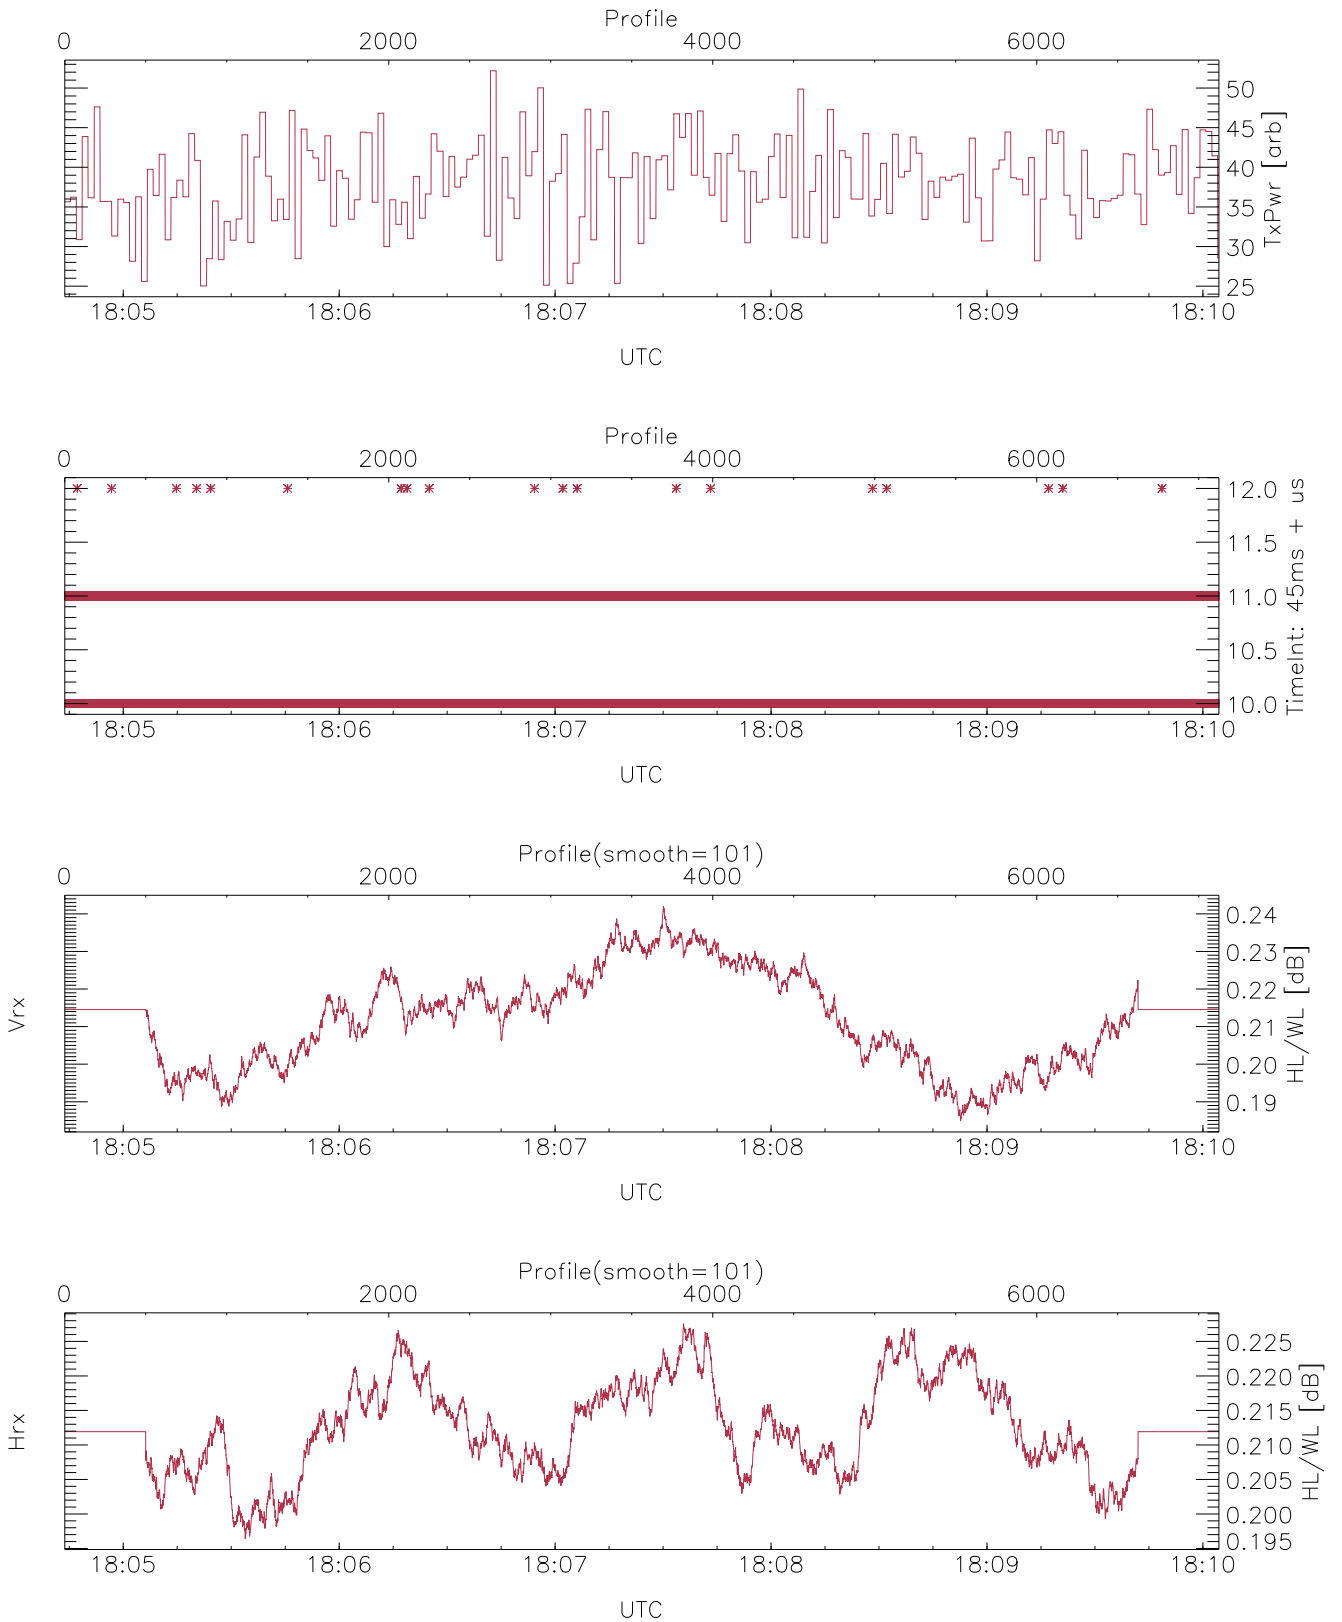 Profile
0 2000 4000 6000
50
45
40
35
30
25
TxPwr [arb]
18:05 18:06 18:07 18:08 18:09 18:10
UTC
Profile
0 2000 4000 6000
12.0
11.5
11.0
10.5
10.0
TimeInt: 45ms + us
18:05 18:06 18:07 18:08 18:09 18:10
UTC
Profile(smooth=101)
0 2000 4000 6000
Vrx
0.24
0.23
0.22
0.21
0.20
0.19
HL/WL [dB]
18:05 18:06 18:07 18:08 18:09 18:10
UTC
Profile(smooth=101)
0 2000 4000 6000
Hrx
0.225
0.220
0.215
0.210
0.205
0.200
0.195
HL/WL [dB]
18:05 18:06 18:07 18:08 18:09 18:10
UTC